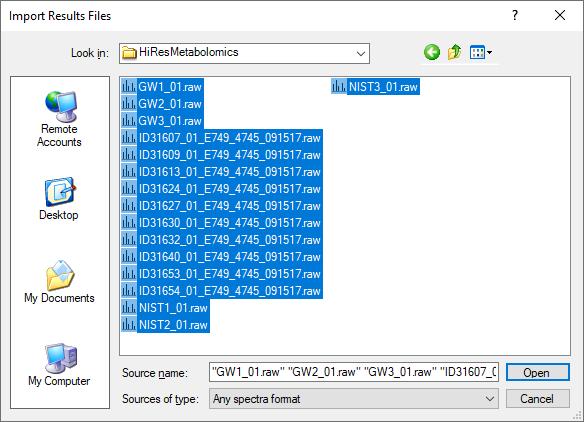 Import Results Files
Look in: HiResMetabolomics
Remote
Accounts
Desktop
My Documents
My Computer
GW1_01.raw
GW2_01.raw
GW3_01.raw
ID31607_01_E749_4745_091517.raw
ID31609_01_E749_4745_091517.raw
ID31613_01_E749_4745_091517.raw
ID31624_01_E749_4745_091517.raw
ID31627_01_E749_4745_091517.raw
ID31630_01_E749_4745_091517.raw
ID31632_01_E749_4745_091517.raw
ID31640_01_E749_4745_091517.raw
ID31653_01_E749_4745_091517.raw
ID31654_01_E749_4745_091517.raw
NIST1_01.raw
NIST2_01.raw
NIST3_01.raw
Source name: "GW1_01.raw" "GW2_01.raw" "GW3_01.raw" "ID31607_0 Open
Sources of type: Any spectra format Cancel